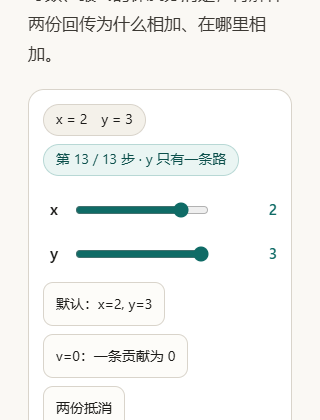 两份回传为什么相加、在哪里相
加。
x = 2 y = 3
第 13 / 13 步 · y 只有一条路
x 2
y 3
默认：x=2, y=3
v=0：一条贡献为 0
两份抵消